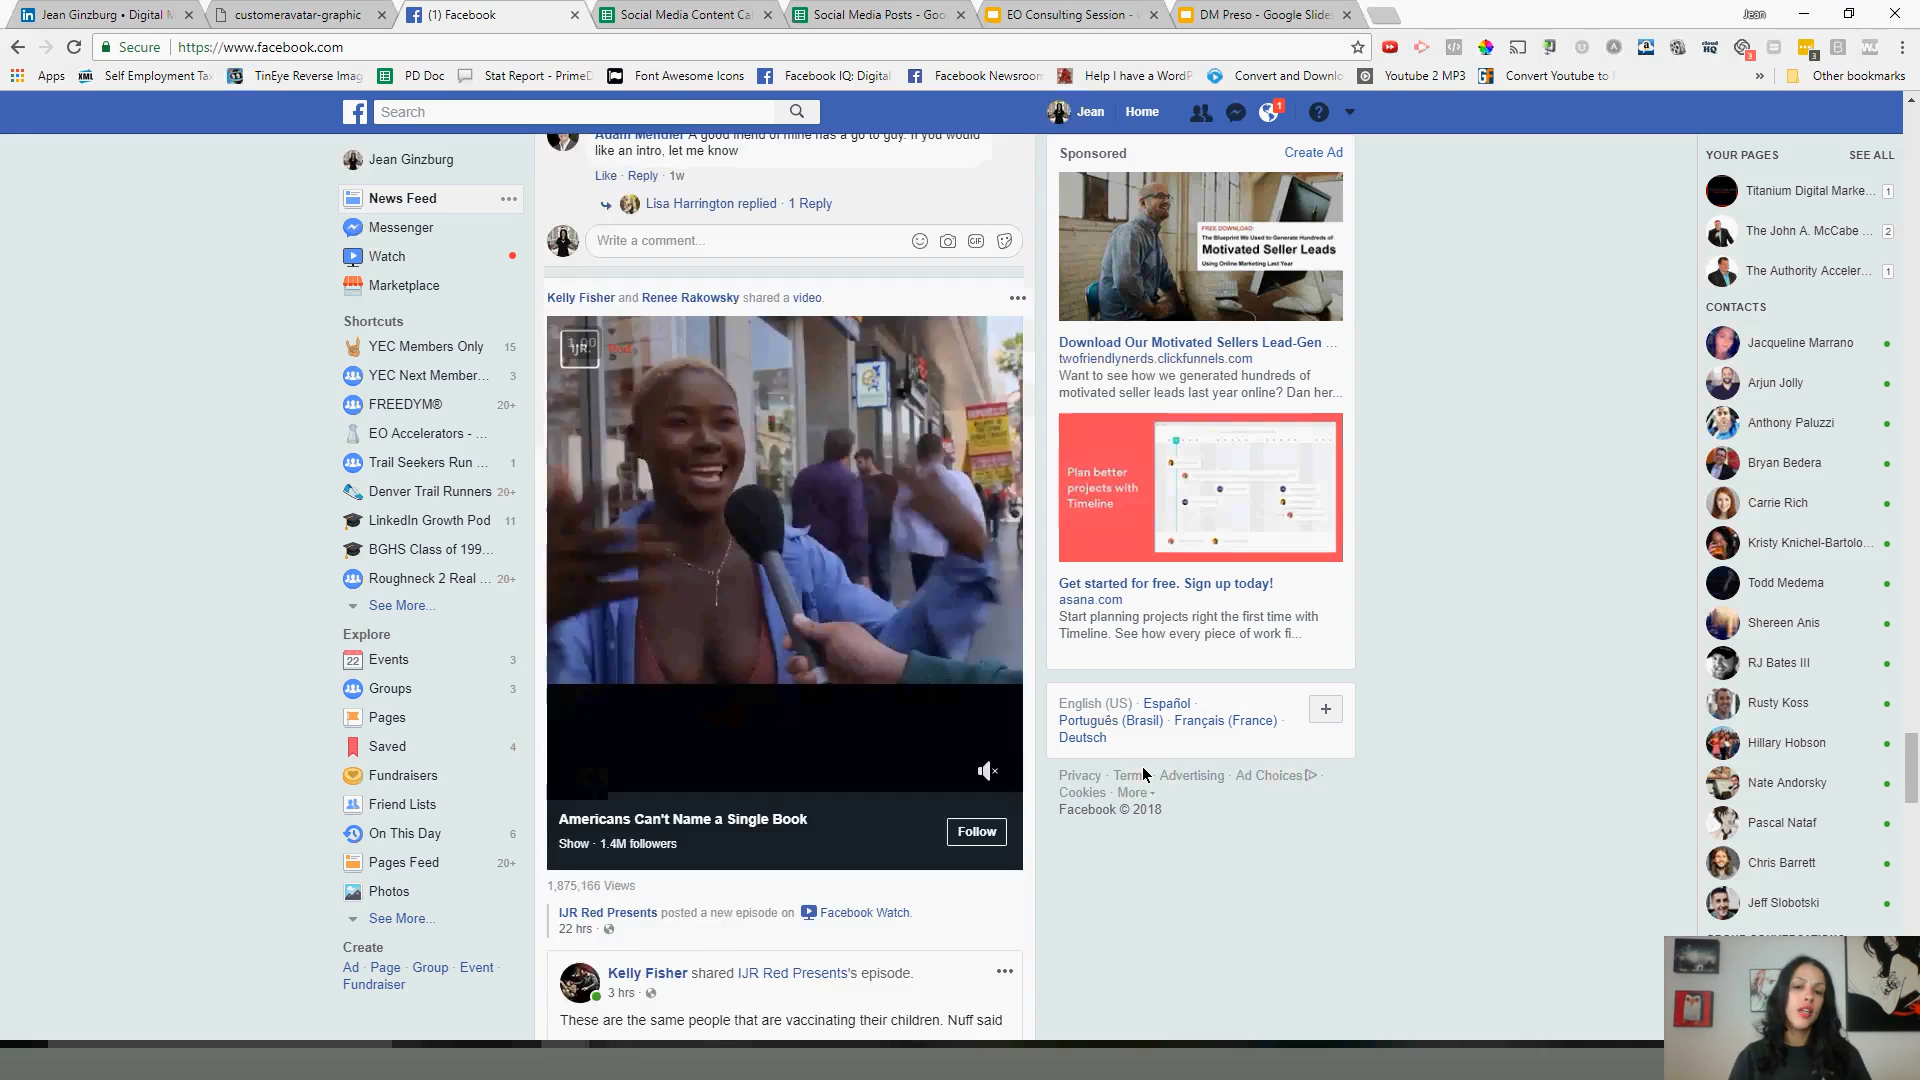 Jean Ginzburg • Digital M
customeravatar-graphic
(1) Facebook
Social Media Content Cal
Social Media Posts - Goo
EO Consulting Session -
DM Preso - Google Slides
Jean
Secure
https://www.facebook.com
Apps
Self Employment Ta
TinEye Reverse Imag
PD Doc
Stat Report - PrimeD
Font Awesome Icons
Facebook IQ: Digital
Facebook Newsroom
Help I have a WordP
Convert and Downlo
Youtube 2 MP3
Convert Youtube to
»
Other bookmarks
Search
Jean
Home
1
Jean Ginzburg
News Feed
Messenger
Watch
Marketplace
Shortcuts
YEC Members Only 15
YEC Next Member... 3
FREEDYM® 20+
EO Accelerators - ...
Trail Seekers Run ... 1
Denver Trail Runners 20+
LinkedIn Growth Pod 11
BGHS Class of 199...
Roughneck 2 Real ... 20+
See More...
Explore
22 Events 3
Groups 3
Pages
Saved 4
Fundraisers
Friend Lists
On This Day 6
Pages Feed 20+
Photos
See More...
Create
Ad · Page · Group · Event ·
Fundraiser
Adam Mendler A good friend of mine has a go to guy. If you would
like an intro, let me know
Like · Reply · 1w
Lisa Harrington replied · 1 Reply
Write a comment...
GIF
Kelly Fisher and Renee Rakowsky shared a video.
IJR.
Red
Americans Can't Name a Single Book
Show · 1.4M followers
Follow
1,875,166 Views
IJR Red Presents posted a new episode on Facebook Watch.
22 hrs ·
Kelly Fisher shared IJR Red Presents's episode.
3 hrs ·
These are the same people that are vaccinating their children. Nuff said
Sponsored
Create Ad
FREE DOWNLOAD:
The Blueprint We Used to Generate Hundreds of
Motivated Seller Leads
Using Online Marketing Last Year
Download Our Motivated Sellers Lead-Gen ...
twofriendlynerds.clickfunnels.com
Want to see how we generated hundreds of
motivated seller leads last year online? Dan her...
Plan better
projects with
Timeline
Get started for free. Sign up today!
asana.com
Start planning projects right the first time with
Timeline. See how every piece of work fi...
English (US) · Español ·
Português (Brasil) · Français (France) ·
Deutsch
Privacy · Terms · Advertising · Ad Choices ·
Cookies · More
Facebook © 2018
YOUR PAGES
SEE ALL
Titanium Digital Marke... 1
The John A. McCabe ... 2
The Authority Acceler... 1
CONTACTS
Jacqueline Marrano
Arjun Jolly
Anthony Paluzzi
Bryan Bedera
Carrie Rich
Kristy Knichel-Bartolo...
Todd Medema
Shereen Anis
RJ Bates III
Rusty Koss
Hillary Hobson
Nate Andorsky
Pascal Nataf
Chris Barrett
Jeff Slobotski